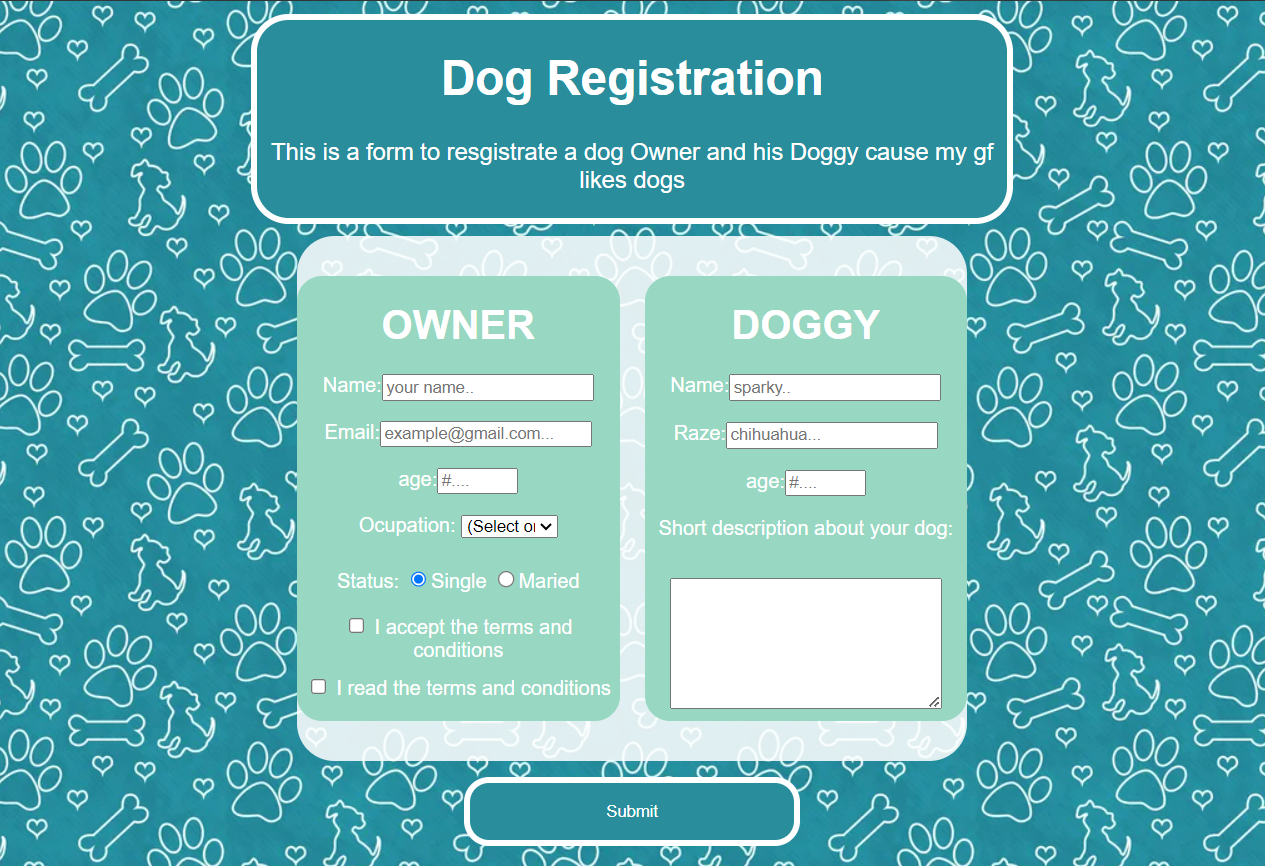 Dog Registration
This is a form to resgistrate a dog Owner and his Doggy cause my gf
likes dogs
OWNER
Name: your name..
Email: example@gmail.com...
age: #....
Ocupation: (Select or
Status: Single Maried
I accept the terms and
conditions
I read the terms and conditions
DOGGY
Name: sparky..
Raze: chihuahua...
age: #....
Short description about your dog:
Submit